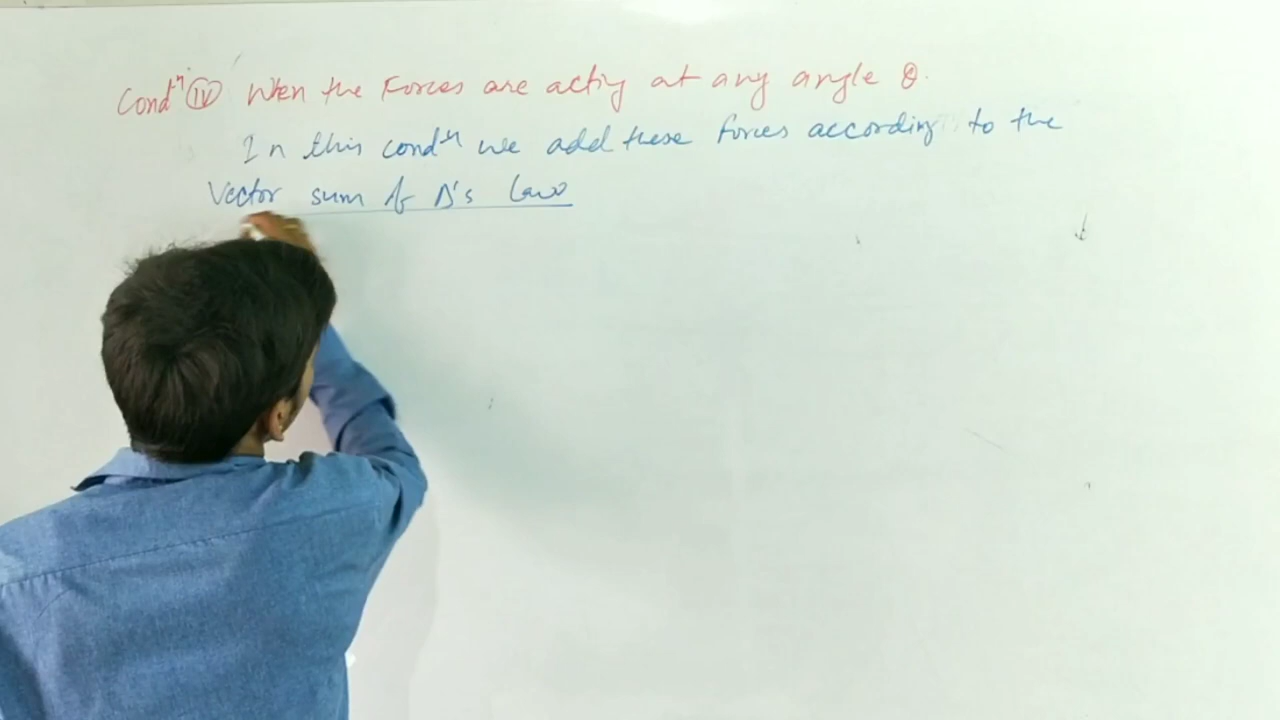 Condⁿ (iv) When the Forces are acting at any angle θ.
In this condⁿ we add these forces according to the
Vector sum of Δ's law